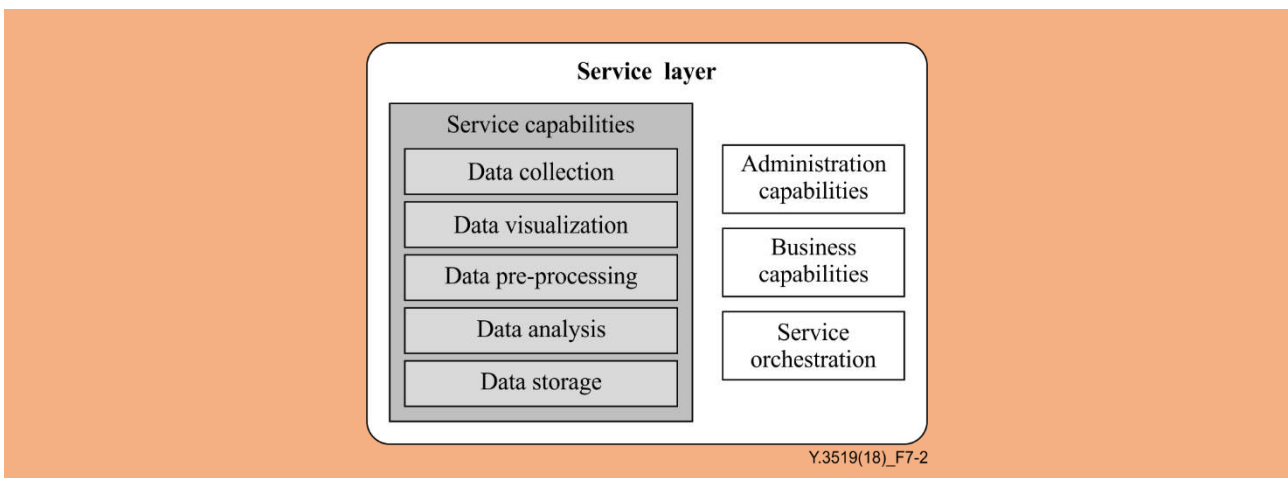 Service layer
Service capabilities
Data collection
Data visualization
Data pre-processing
Data analysis
Data storage
Administration
capabilities
Business
capabilities
Service
orchestration
Y.3519(18)_F7-2